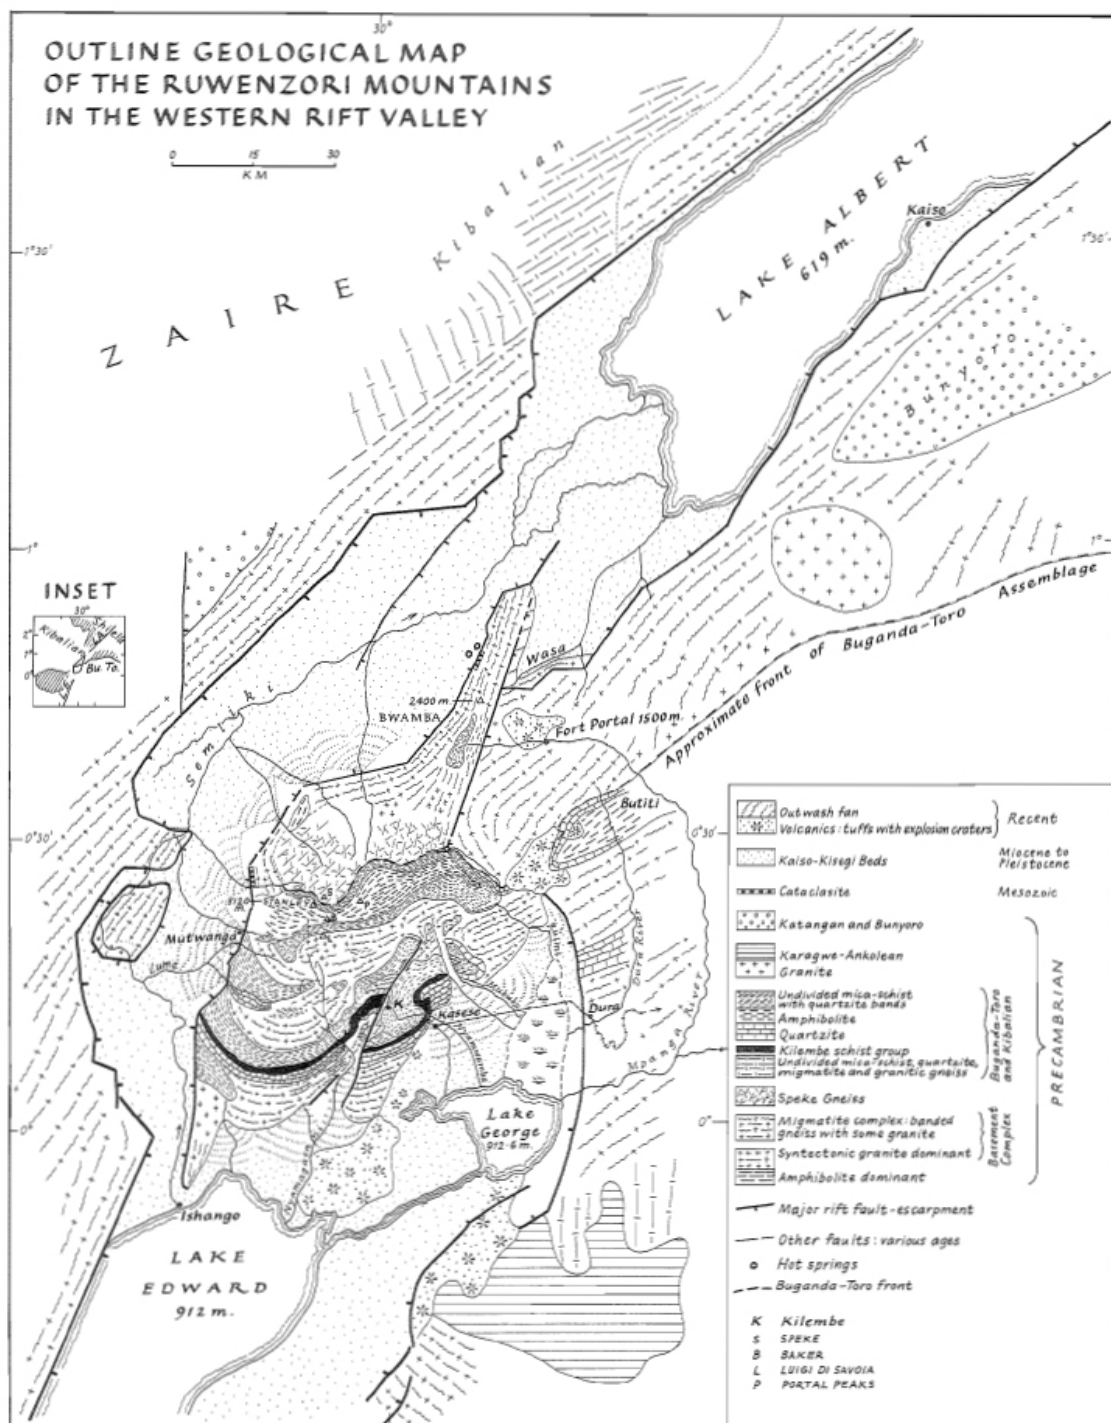 OUTLINE GEOLOGICAL MAP
OF THE RUWENZORI MOUNTAINS
IN THE WESTERN RIFT VALLEY
0 15 30
KM
30°
1°30'
1°30'
ZAIRE
Kibalian
LAKE ALBERT
619 m.
Kaiso
Bunyoro
1°
1°
INSET
30°
2°
1°
0°
Kibalian
Shield
Bu. To.
Approximate front of Buganda-Toro Assemblage
Wasa
Semliki
2400 m
BWAMBA
Fort Portal 1500 m.
Butiti
0°30'
0°30'
5120
STANLEY
S
P
Mutwanga
Lume
Dura River
Mpanga River
K
Kasese
Dura
Lake
George
912·6 m.
0°
0°
Nyamugasani
Ishango
LAKE
EDWARD
912 m.
Outwash fan
Volcanics: tuffs with explosion craters
Recent
Kaiso-Kisegi Beds
Miocene to
Pleistocene
Cataclasite
Mesozoic
Katangan and Bunyoro
Karagwe-Ankolean
Granite
Undivided mica-schist
with quartzite bands
Amphibolite
Quartzite
Kilembe schist group
Undivided mica-schist, quartzite,
migmatite and granitic gneiss
Buganda-Toro
and Kibalian
Speke Gneiss
Migmatite complex: banded
gneiss with some granite
Syntectonic granite dominant
Amphibolite dominant
Basement
Complex
PRECAMBRIAN
Major rift fault-escarpment
Other faults: various ages
Hot springs
Buganda-Toro front
K Kilembe
S SPEKE
B BAKER
L LUIGI DI SAVOIA
P PORTAL PEAKS